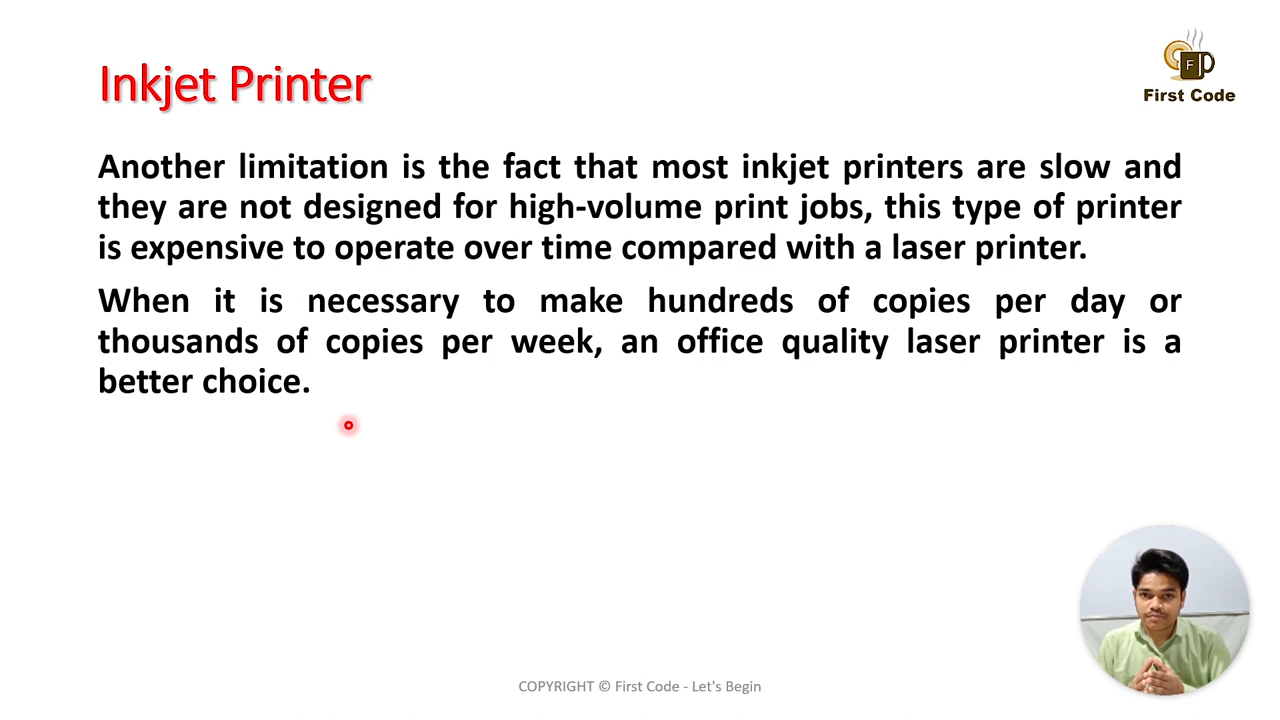 Inkjet Printer
F
First Code
Another limitation is the fact that most inkjet printers are slow and
they are not designed for high-volume print jobs, this type of printer
is expensive to operate over time compared with a laser printer.
When it is necessary to make hundreds of copies per day or
thousands of copies per week, an office quality laser printer is a
better choice.
COPYRIGHT © First Code - Let's Begin